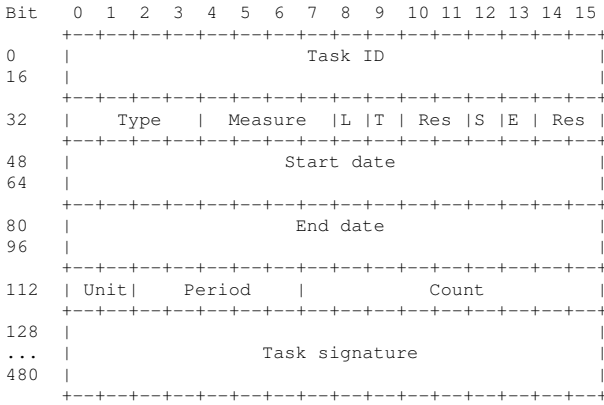 Bit    0  1  2  3  4  5  6  7  8  9  10 11 12 13 14 15
      +--+--+--+--+--+--+--+--+--+--+--+--+--+--+--+--+
0     |                    Task ID                    |
16    |                                               |
      +--+--+--+--+--+--+--+--+--+--+--+--+--+--+--+--+
32    |    Type   |  Measure  |L |T | Res |S |E | Res |
      +--+--+--+--+--+--+--+--+--+--+--+--+--+--+--+--+
48    |                  Start date                   |
64    |                                               |
      +--+--+--+--+--+--+--+--+--+--+--+--+--+--+--+--+
80    |                   End date                    |
96    |                                               |
      +--+--+--+--+--+--+--+--+--+--+--+--+--+--+--+--+
112   | Unit|    Period    |          Count           |
      +--+--+--+--+--+--+--+--+--+--+--+--+--+--+--+--+
128   |                                               |
...   |                Task signature                 |
480   |                                               |
      +--+--+--+--+--+--+--+--+--+--+--+--+--+--+--+--+